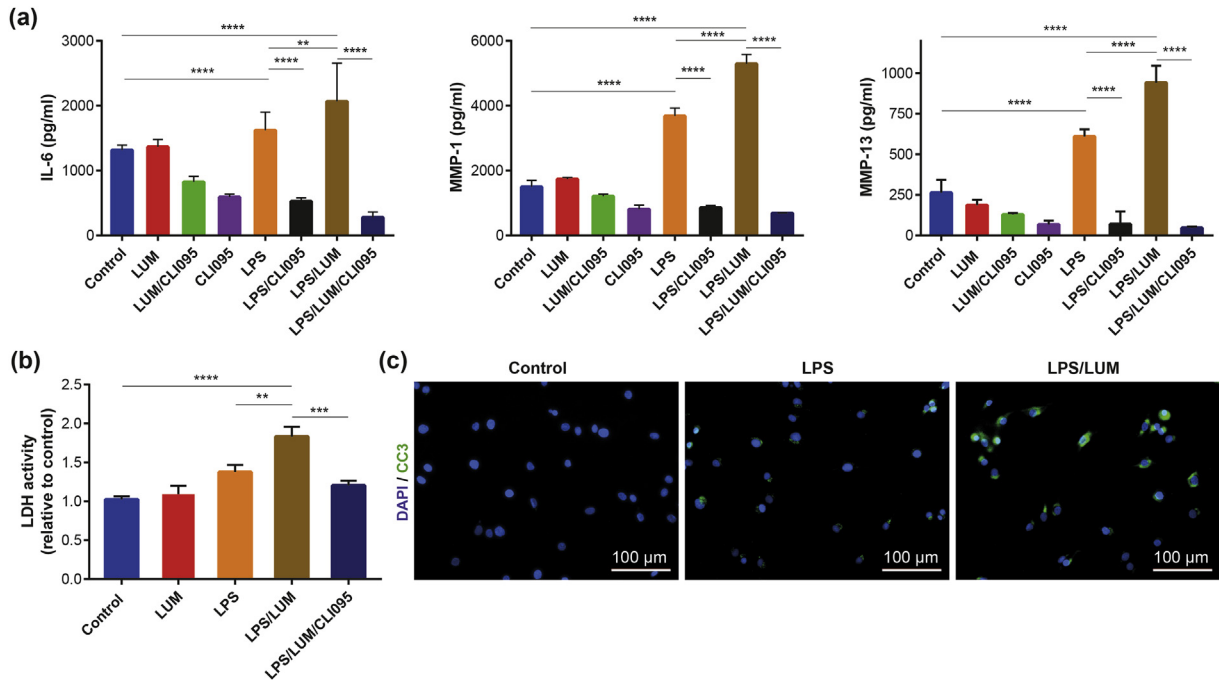 (a)
IL-6 (pg/ml)
3000
2000
1000
0
****
**
****
****
****
Control
LUM
LUM/CLI095
CLI095
LPS
LPS/CLI095
LPS/LUM
LPS/LUM/CLI095
MMP-1 (pg/ml)
6000
4000
2000
0
****
****
****
****
****
Control
LUM
LUM/CLI095
CLI095
LPS
LPS/CLI095
LPS/LUM
LPS/LUM/CLI095
MMP-13 (pg/ml)
1000
750
500
250
0
****
****
****
****
****
Control
LUM
LUM/CLI095
CLI095
LPS
LPS/CLI095
LPS/LUM
LPS/LUM/CLI095
(b)
LDH activity
(relative to control)
2.5
2.0
1.5
1.0
0.5
0.0
****
**
***
Control
LUM
LPS
LPS/LUM
LPS/LUM/CLI095
(c)
Control
LPS
LPS/LUM
DAPI / CC3
100 µm
100 µm
100 µm